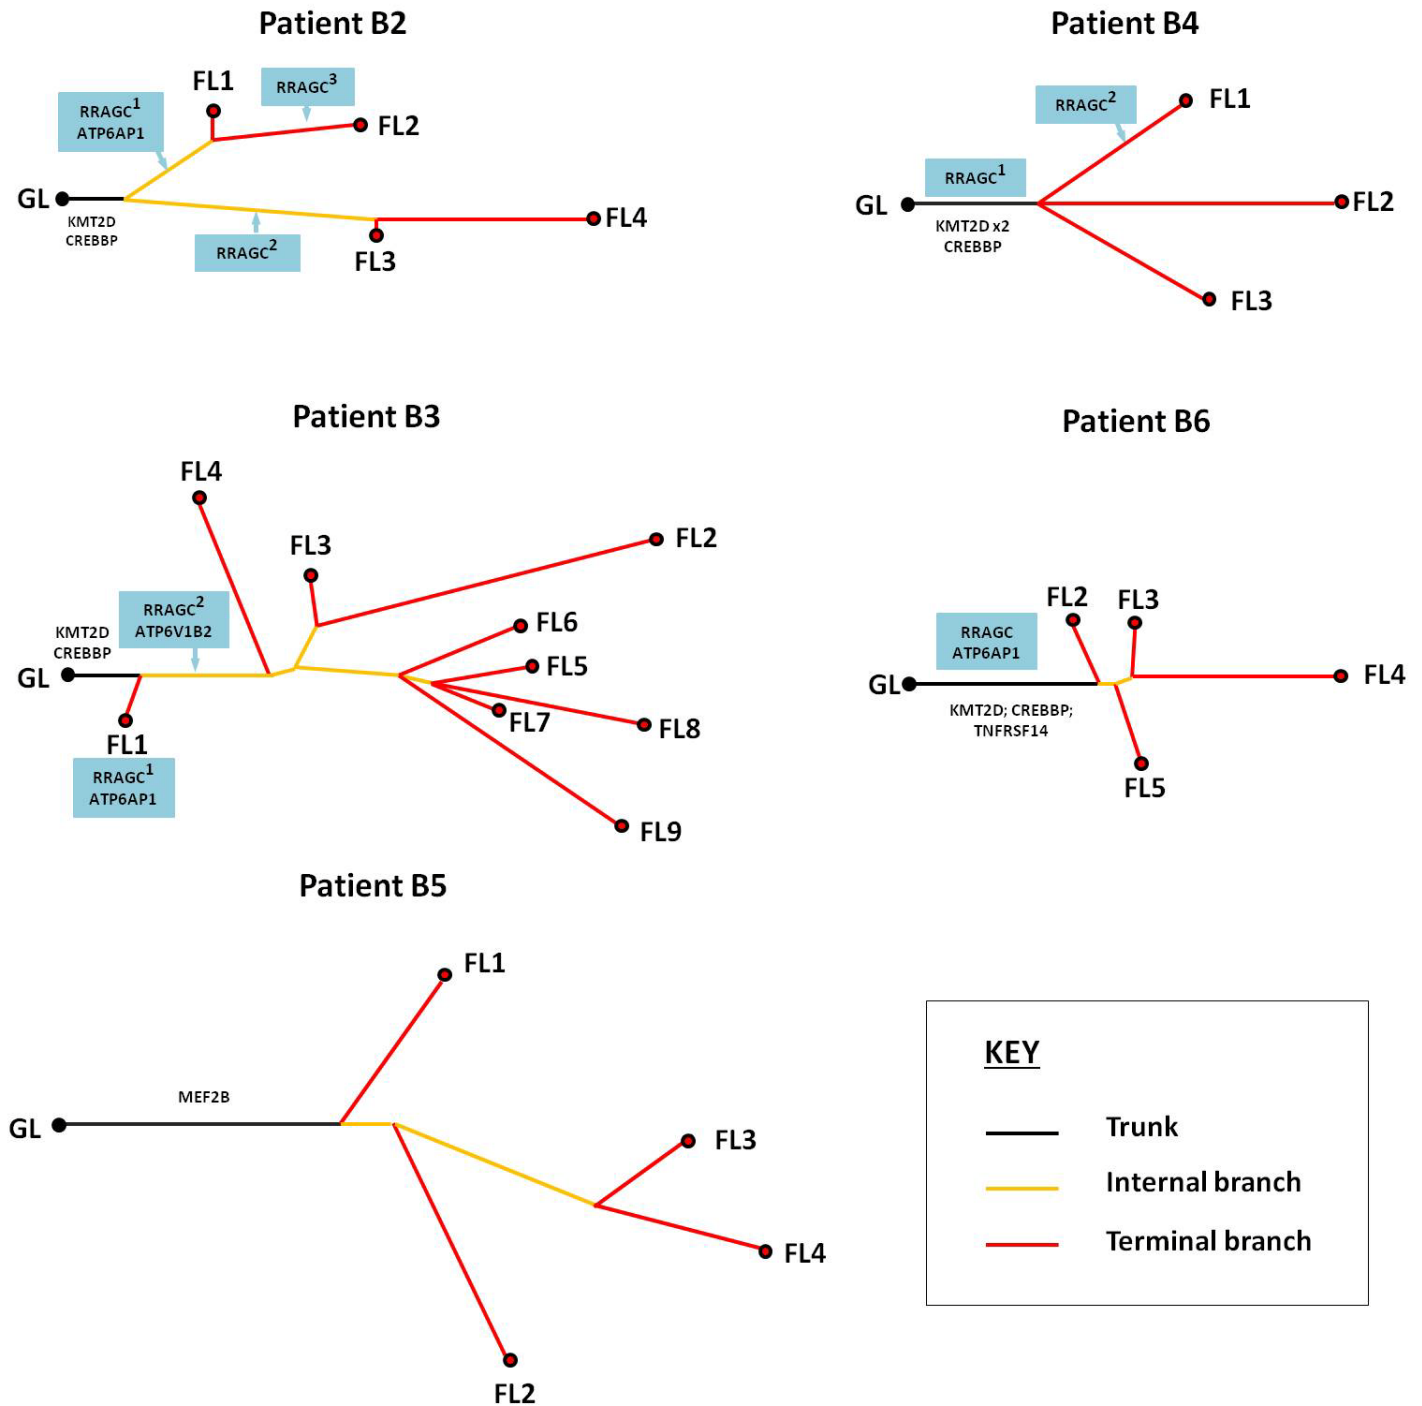 Patient B2
FL1
RRAGC3
RRAGC1
ATP6AP1
FL2
GL
KMT2D
CREBBP
FL4
RRAGC2
FL3
Patient B4
RRAGC2
FL1
RRAGC1
GL
FL2
KMT2D x2
CREBBP
FL3
Patient B3
FL4
FL3
FL2
RRAGC2
ATP6V1B2
KMT2D
CREBBP
FL6
FL5
GL
FL7
FL8
FL1
RRAGC1
ATP6AP1
FL9
Patient B6
FL2
FL3
RRAGC
ATP6AP1
GL
FL4
KMT2D; CREBBP;
TNFRSF14
FL5
Patient B5
FL1
MEF2B
GL
FL3
FL4
FL2
KEY
Trunk
Internal branch
Terminal branch